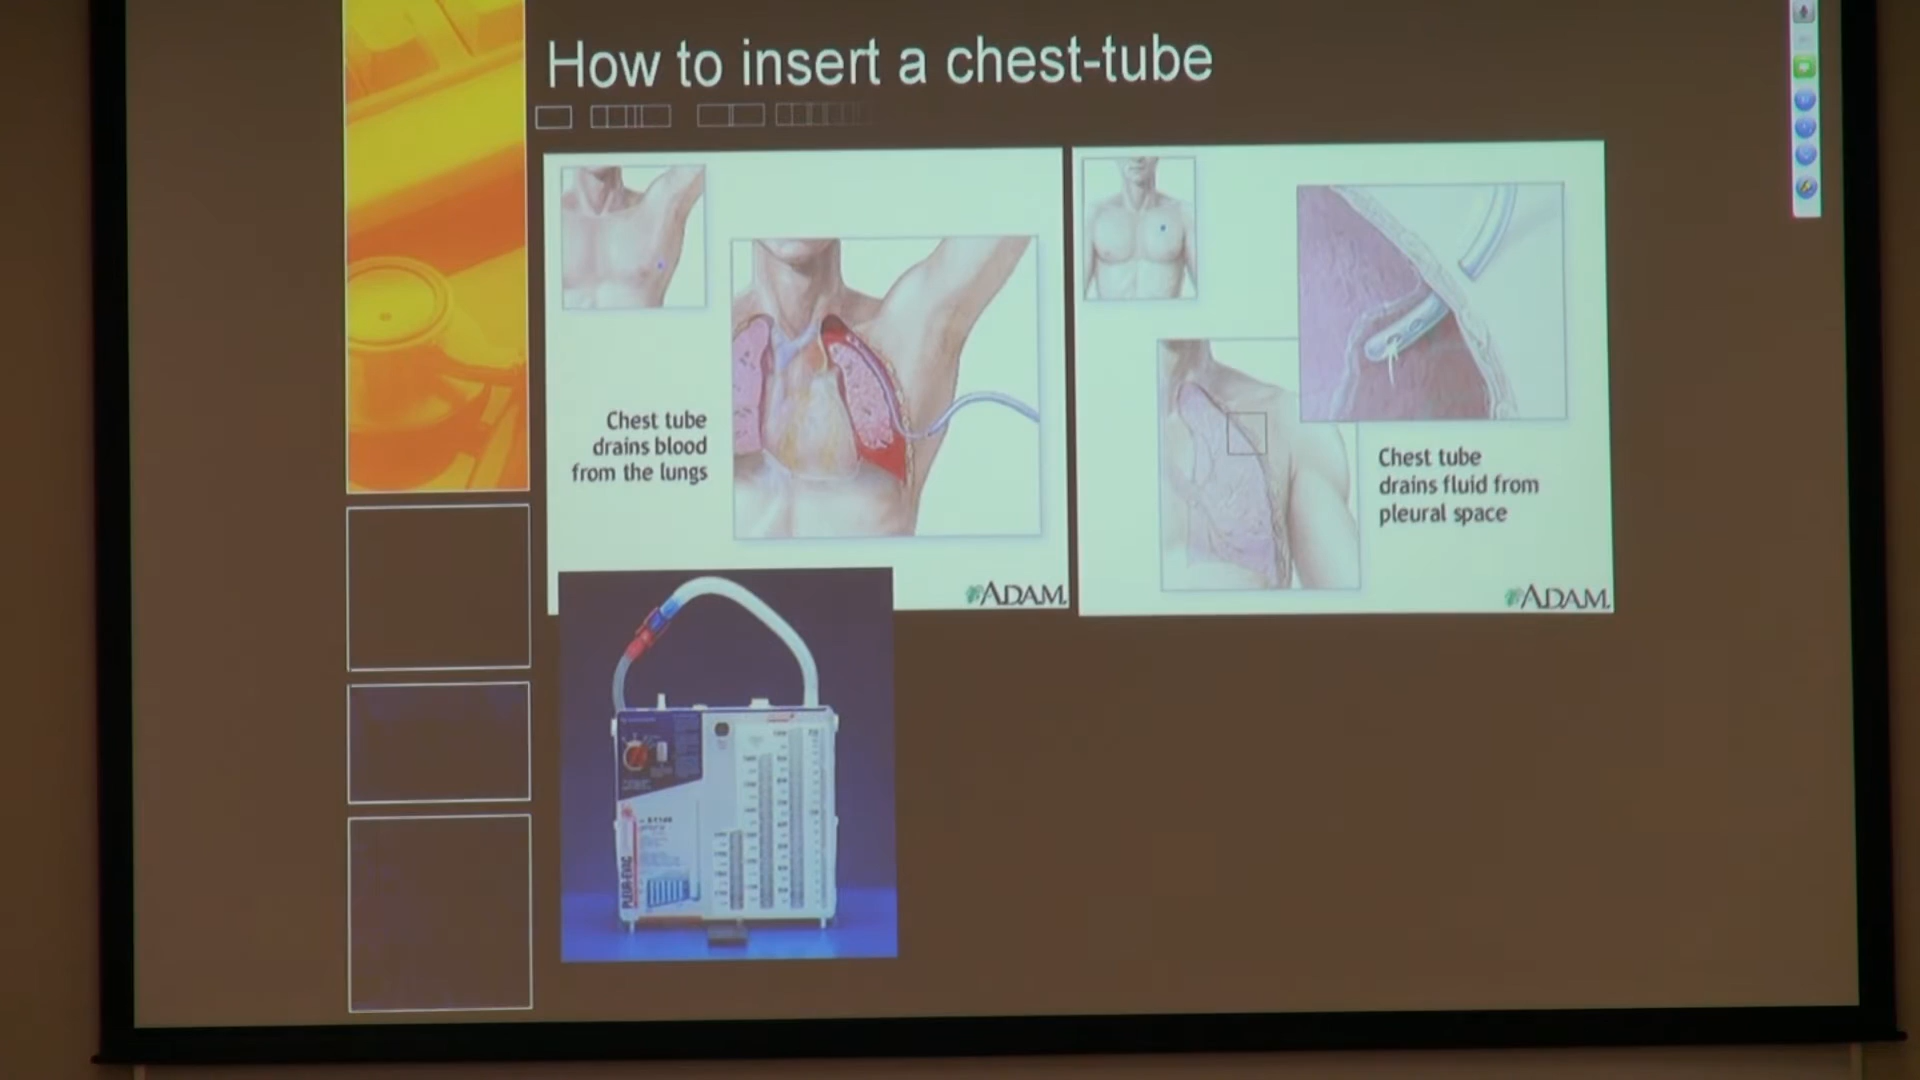 How to insert a chest-tube
Chest tube
drains blood
from the lungs
ADAM.
Chest tube
drains fluid from
pleural space
ADAM.
PLEUR-EVAC